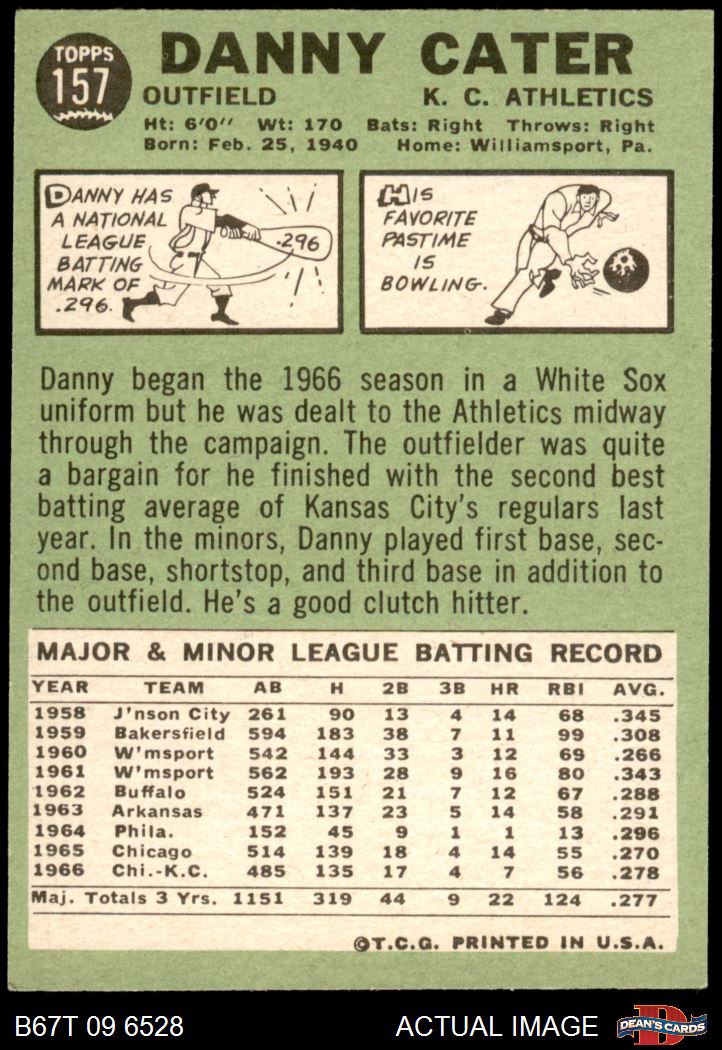 TOPPS
157
DANNY CATER
OUTFIELD K. C. ATHLETICS
Ht: 6'0" Wt: 170 Bats: Right Throws: Right
Born: Feb. 25, 1940 Home: Williamsport, Pa.
DANNY HAS
A NATIONAL
LEAGUE
BATTING
MARK OF
.296.
.296
HIS
FAVORITE
PASTIME
IS
BOWLING.
Danny began the 1966 season in a White Sox
uniform but he was dealt to the Athletics midway
through the campaign. The outfielder was quite
a bargain for he finished with the second best
batting average of Kansas City's regulars last
year. In the minors, Danny played first base, sec-
ond base, shortstop, and third base in addition to
the outfield. He's a good clutch hitter.
MAJOR & MINOR LEAGUE BATTING RECORD
YEAR TEAM AB H 2B 3B HR RBI AVG.
1958 J'nson City 261 90 13 4 14 68 .345
1959 Bakersfield 594 183 38 7 11 99 .308
1960 W'msport 542 144 33 3 12 69 .266
1961 W'msport 562 193 28 9 16 80 .343
1962 Buffalo 524 151 21 7 12 67 .288
1963 Arkansas 471 137 23 5 14 58 .291
1964 Phila. 152 45 9 1 1 13 .296
1965 Chicago 514 139 18 4 14 55 .270
1966 Chi.-K.C. 485 135 17 4 7 56 .278
Maj. Totals 3 Yrs. 1151 319 44 9 22 124 .277
©T.C.G. PRINTED IN U.S.A.
B67T 09 6528 ACTUAL IMAGE
D
DEAN'S CARDS